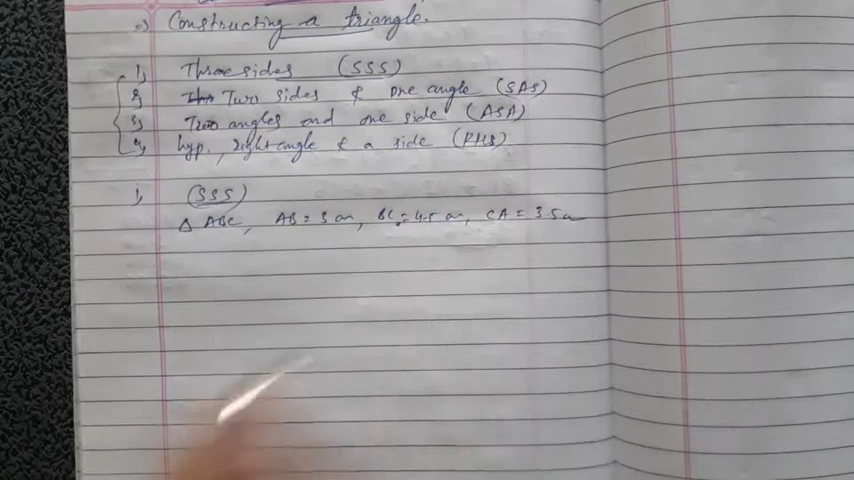 => Constructing a triangle.
1, Three sides (SSS)
2, Two sides & one angle (SAS)
3, Two angles and one side (ASA)
4, hyp., right angle & a side (RHS)
1, (SSS)
△ ABC, AB = 3 cm, BC = 4.5 cm, CA = 3.5 cm